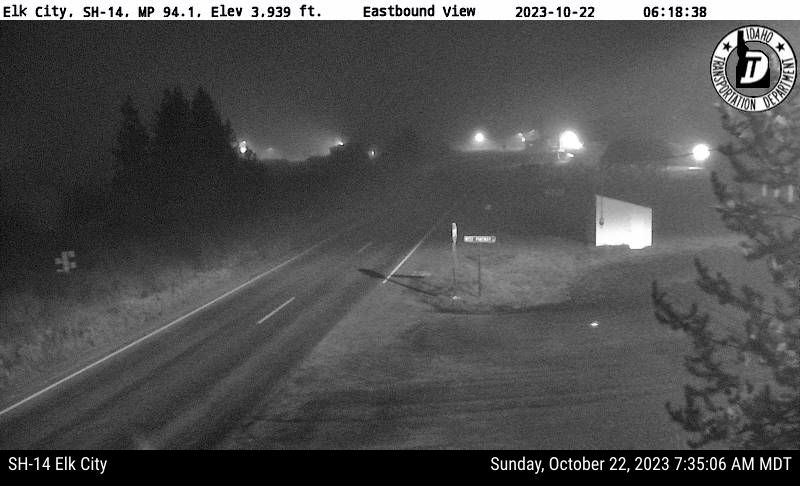 Elk City, SH-14, MP 94.1, Elev 3,939 ft. Eastbound View 2023-10-22 06:18:38
IDAHO
TRANSPORTATION DEPARTMENT
SH-14 Elk City Sunday, October 22, 2023 7:35:06 AM MDT